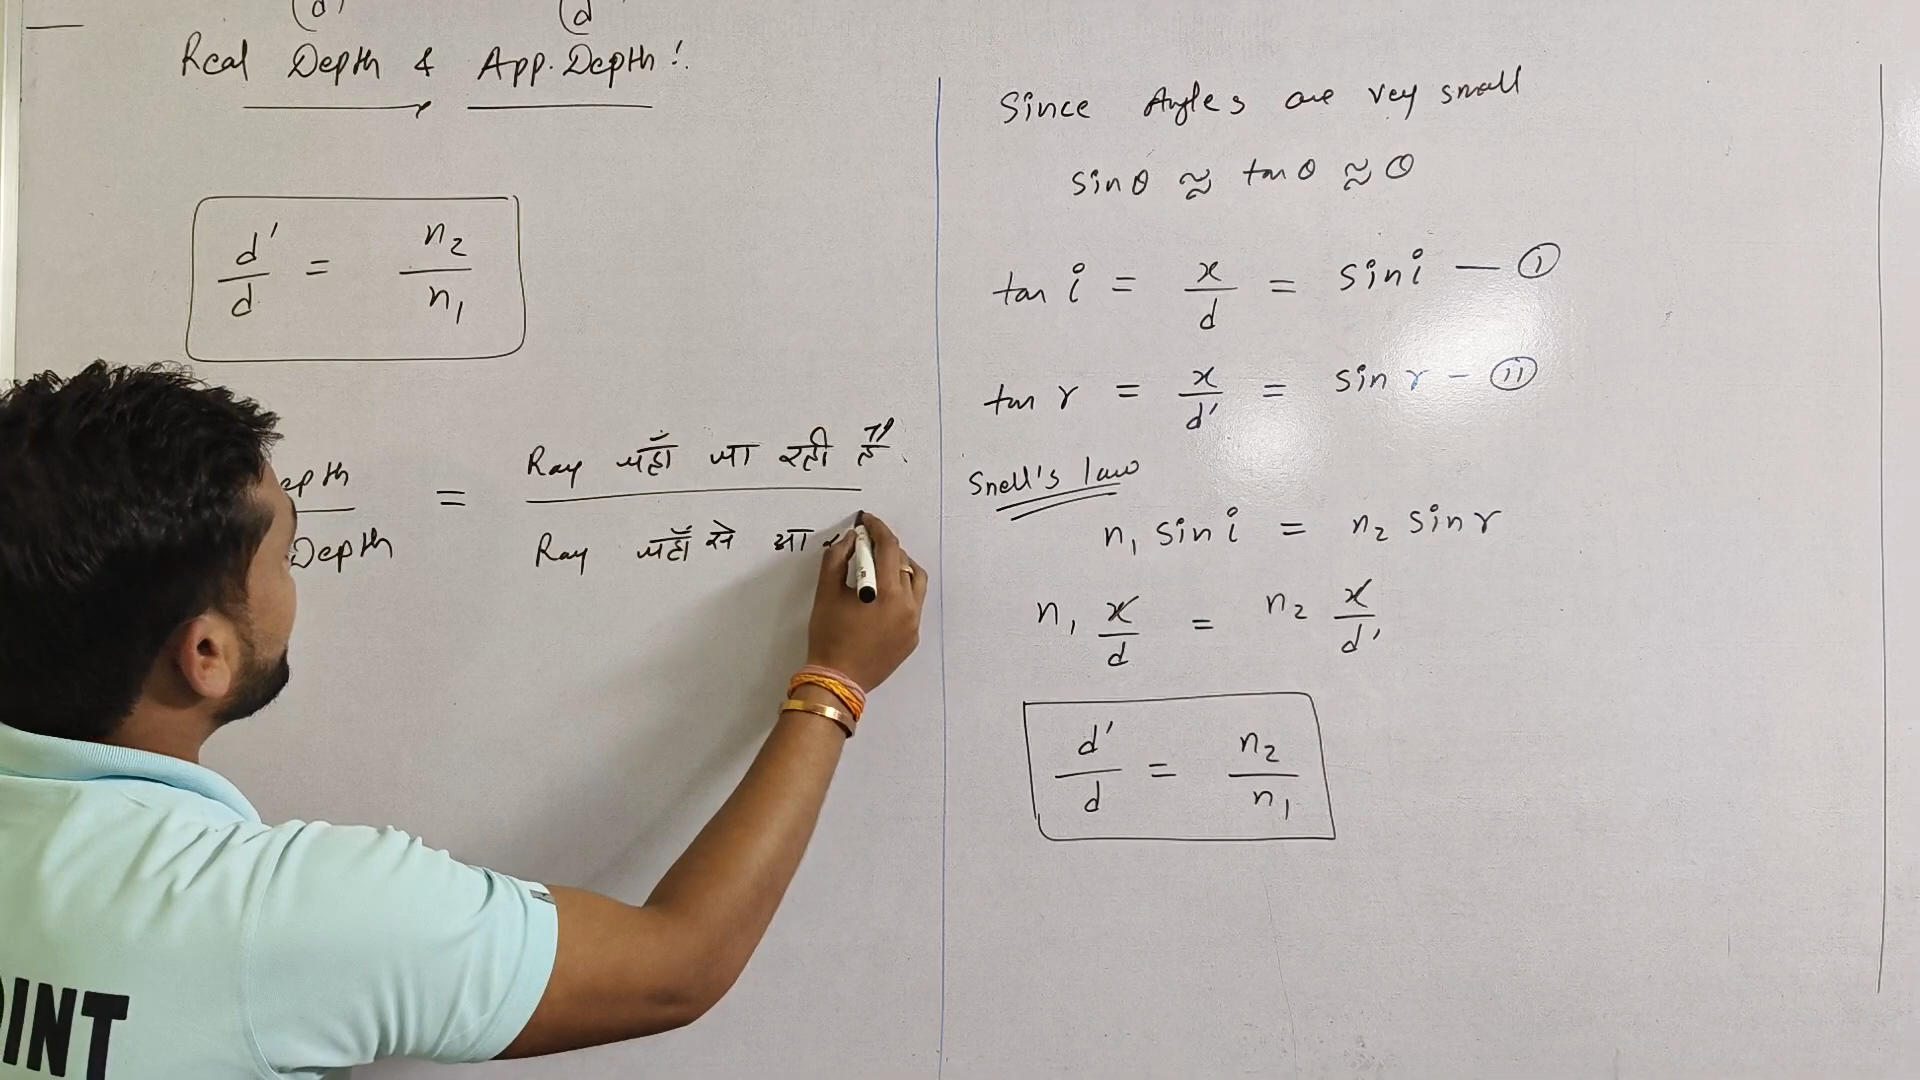 (d) (d
Real Depth & App. Depth :
d'/d = n₂/n₁
epth / Depth = Ray जहाँ जा रही है / Ray जहाँ से आ
Since Angles are very small
sinθ ≈ tanθ ≈ θ
tan i = x/d = sin i — (i)
tan r = x/d' = sin r - (ii)
Snell's law
n₁ sin i = n₂ sin r
n₁ x/d = n₂ x/d'
d'/d = n₂/n₁
OINT